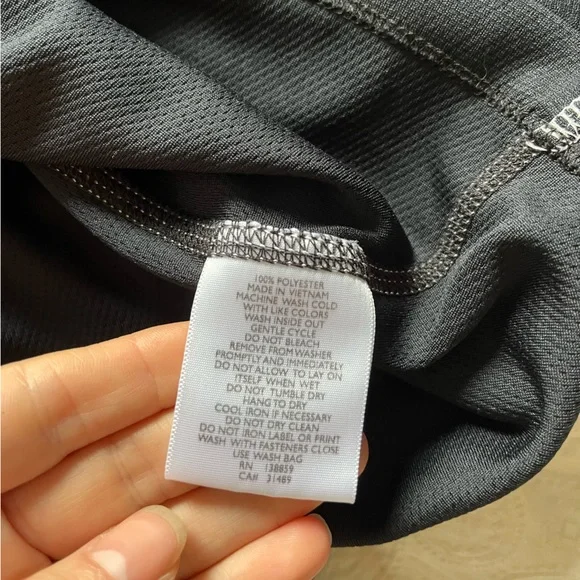 100% POLYESTER
MADE IN VIETNAM
MACHINE WASH COLD
WITH LIKE COLORS
WASH INSIDE OUT
GENTLE CYCLE
DO NOT BLEACH
REMOVE FROM WASHER
PROMPTLY AND IMMEDIATELY
DO NOT ALLOW TO LAY ON
ITSELF WHEN WET
DO NOT TUMBLE DRY
HANG TO DRY
COOL IRON IF NECESSARY
DO NOT DRY CLEAN
DO NOT IRON LABEL OR PRINT
WASH WITH FASTENERS CLOSE
USE WASH BAG
RN 138859
CA# 31489